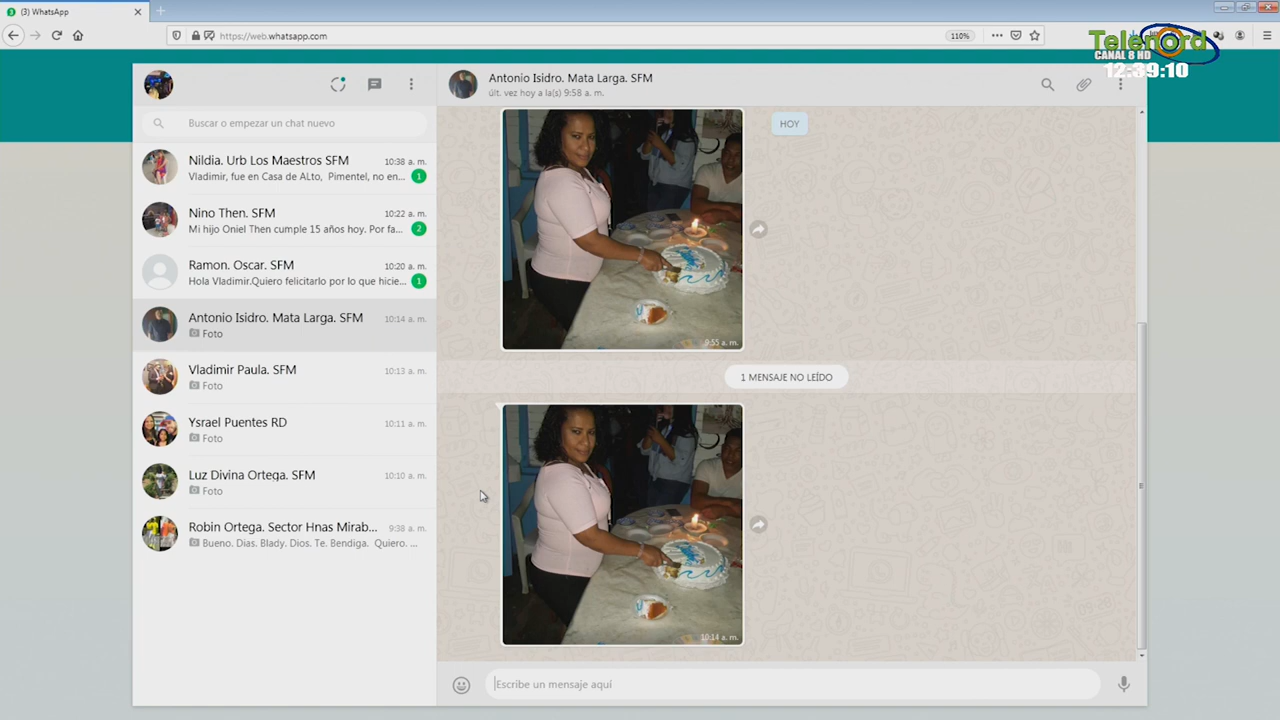 (3) WhatsApp
https://web.whatsapp.com
110%
Telenord
CANAL 8 HD
12:39:10
Antonio Isidro. Mata Larga. SFM
últ. vez hoy a la(s) 9:58 a. m.
Buscar o empezar un chat nuevo
HOY
Nildia. Urb Los Maestros SFM
10:38 a. m.
Vladimir, fue en Casa de ALto, Pimentel, no en...
1
Nino Then. SFM
10:22 a. m.
Mi hijo Oniel Then cumple 15 años hoy. Por fa...
2
Ramon. Oscar. SFM
10:20 a. m.
Hola Vladimir.Quiero felicitarlo por lo que hicie...
1
Antonio Isidro. Mata Larga. SFM
10:14 a. m.
Foto
Vladimir Paula. SFM
10:13 a. m.
Foto
Ysrael Puentes RD
10:11 a. m.
Foto
Luz Divina Ortega. SFM
10:10 a. m.
Foto
Robin Ortega. Sector Hnas Mirab...
9:38 a. m.
Bueno. Dias. Blady. Dios. Te. Bendiga. Quiero. ...
9:55 a. m.
1 MENSAJE NO LEÍDO
10:14 a. m.
Escribe un mensaje aquí